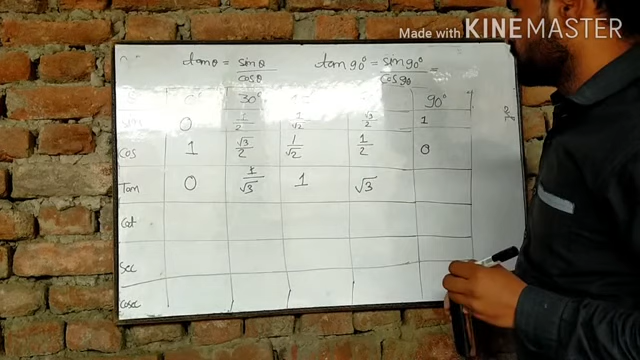 Made with KINEMASTER
tanθ = sinθ/cosθ tan 90° = sin 90°/cos 90 =
30° 90°
0 1/2 1/√2 √3/2 1
Cos 1 √3/2 1/√2 1/2 0
Tan 0 1/√3 1 √3
Cot
Sec
Cosec